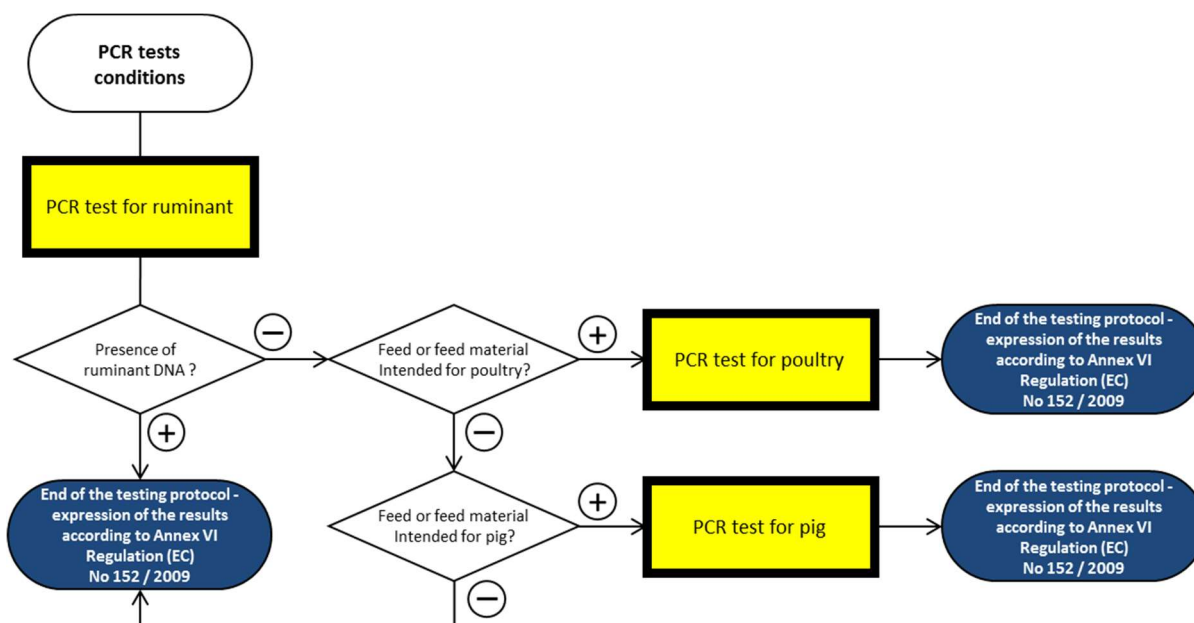 PCR tests
conditions
PCR test for ruminant
Presence of
ruminant DNA ?
−
Feed or feed material
Intended for poultry?
+
PCR test for poultry
End of the testing protocol -
expression of the results
according to Annex VI
Regulation (EC)
No 152 / 2009
+
−
End of the testing protocol -
expression of the results
according to Annex VI
Regulation (EC)
No 152 / 2009
Feed or feed material
Intended for pig?
+
PCR test for pig
End of the testing protocol -
expression of the results
according to Annex VI
Regulation (EC)
No 152 / 2009
−